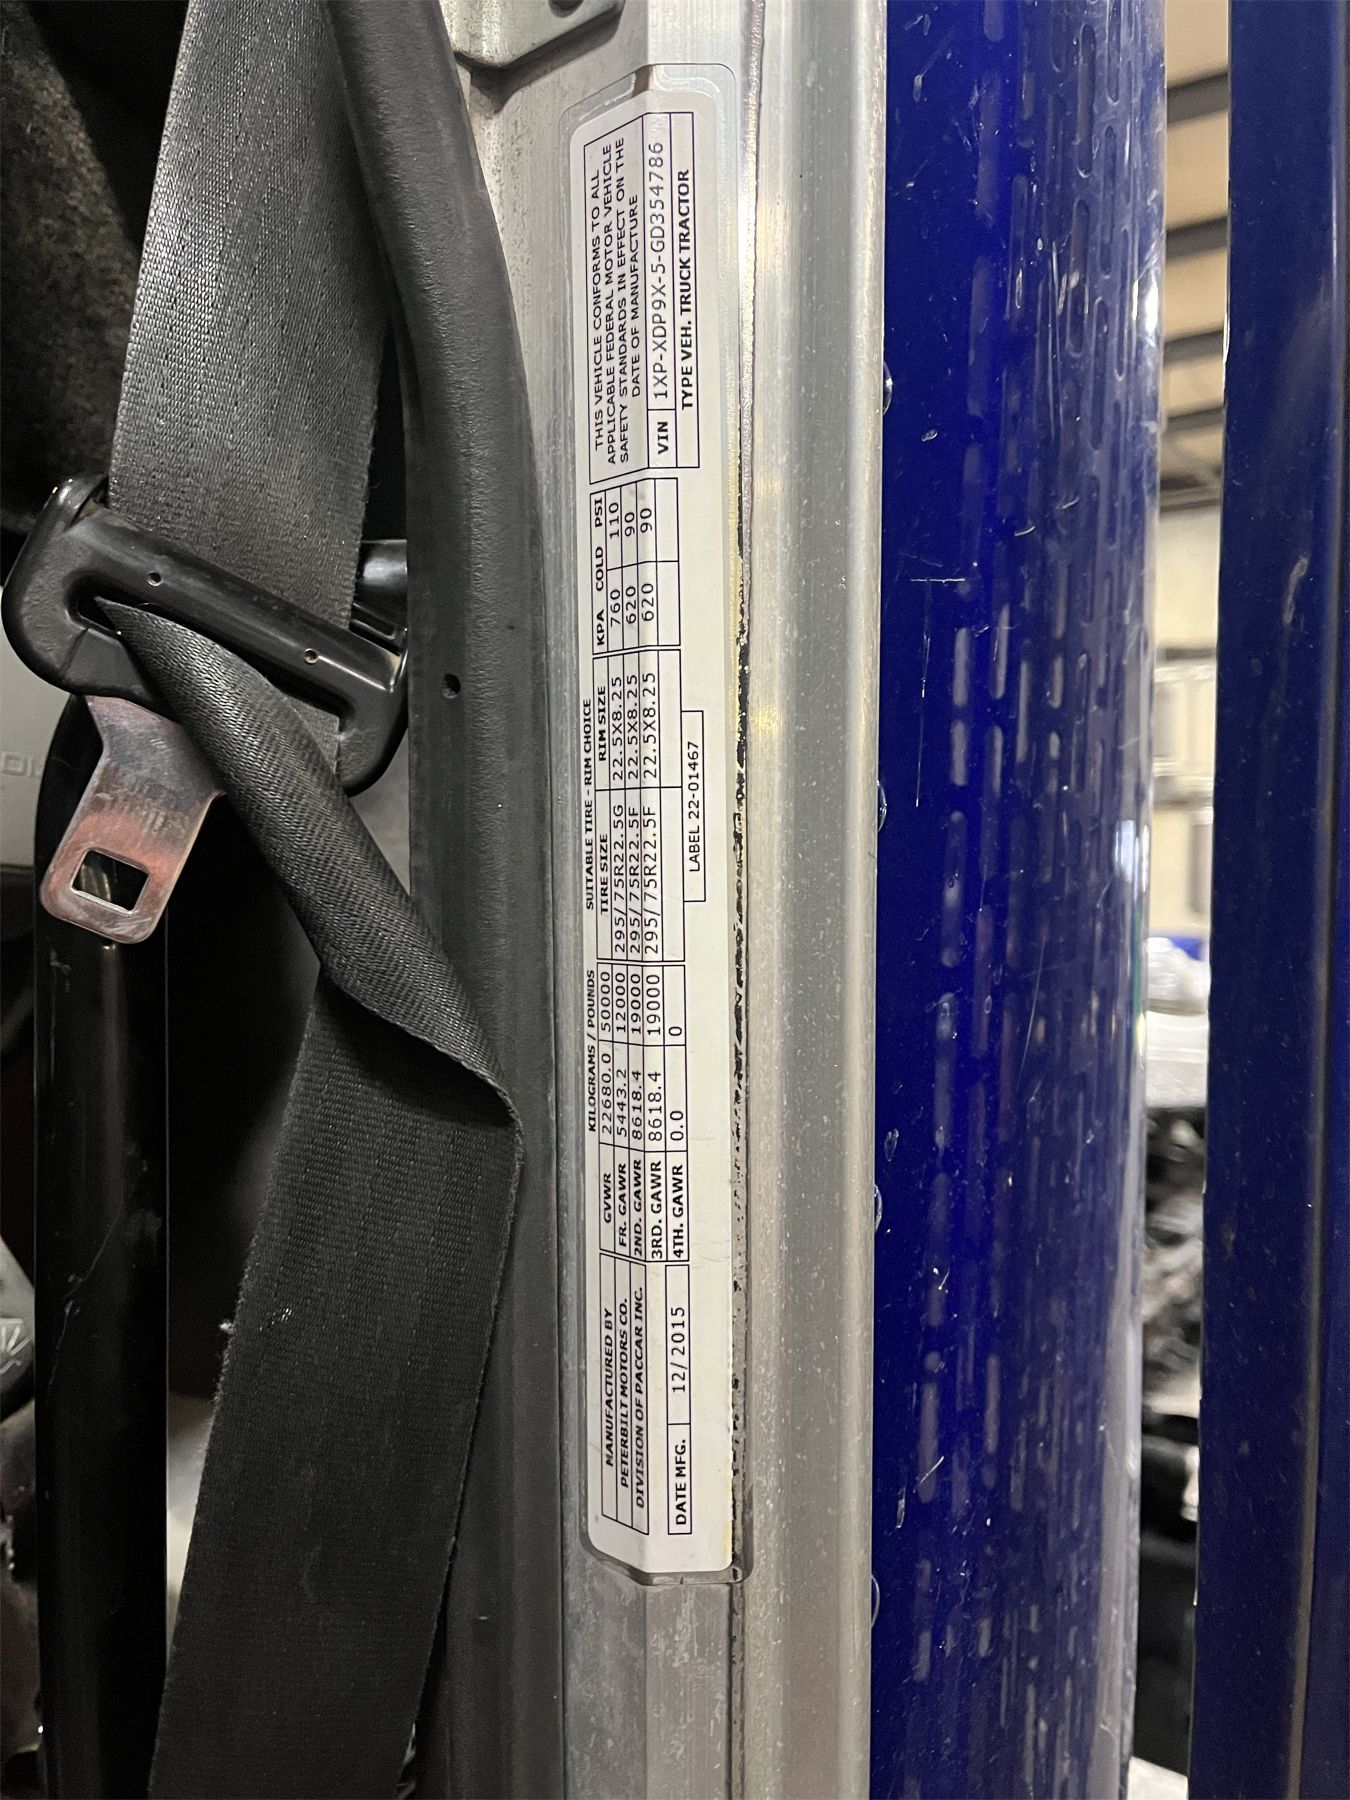 MANUFACTURED BY
PETERBILT MOTORS CO.
DIVISION OF PACCAR INC.
DATE MFG. 12/2015
KILOGRAMS / POUNDS
GVWR 22680.0 50000
FR. GAWR 5443.2 12000
2ND. GAWR 8618.4 19000
3RD. GAWR 8618.4 19000
4TH. GAWR 0.0 0
SUITABLE TIRE - RIM CHOICE
TIRE SIZE RIM SIZE KPA COLD PSI
295/75R22.5G 22.5X8.25 760 110
295/75R22.5F 22.5X8.25 620 90
295/75R22.5F 22.5X8.25 620 90
LABEL 22-01467
THIS VEHICLE CONFORMS TO ALL
APPLICABLE FEDERAL MOTOR VEHICLE
SAFETY STANDARDS IN EFFECT ON THE
DATE OF MANUFACTURE
VIN 1XP-XDP9X-5-GD354786
TYPE VEH. TRUCK TRACTOR